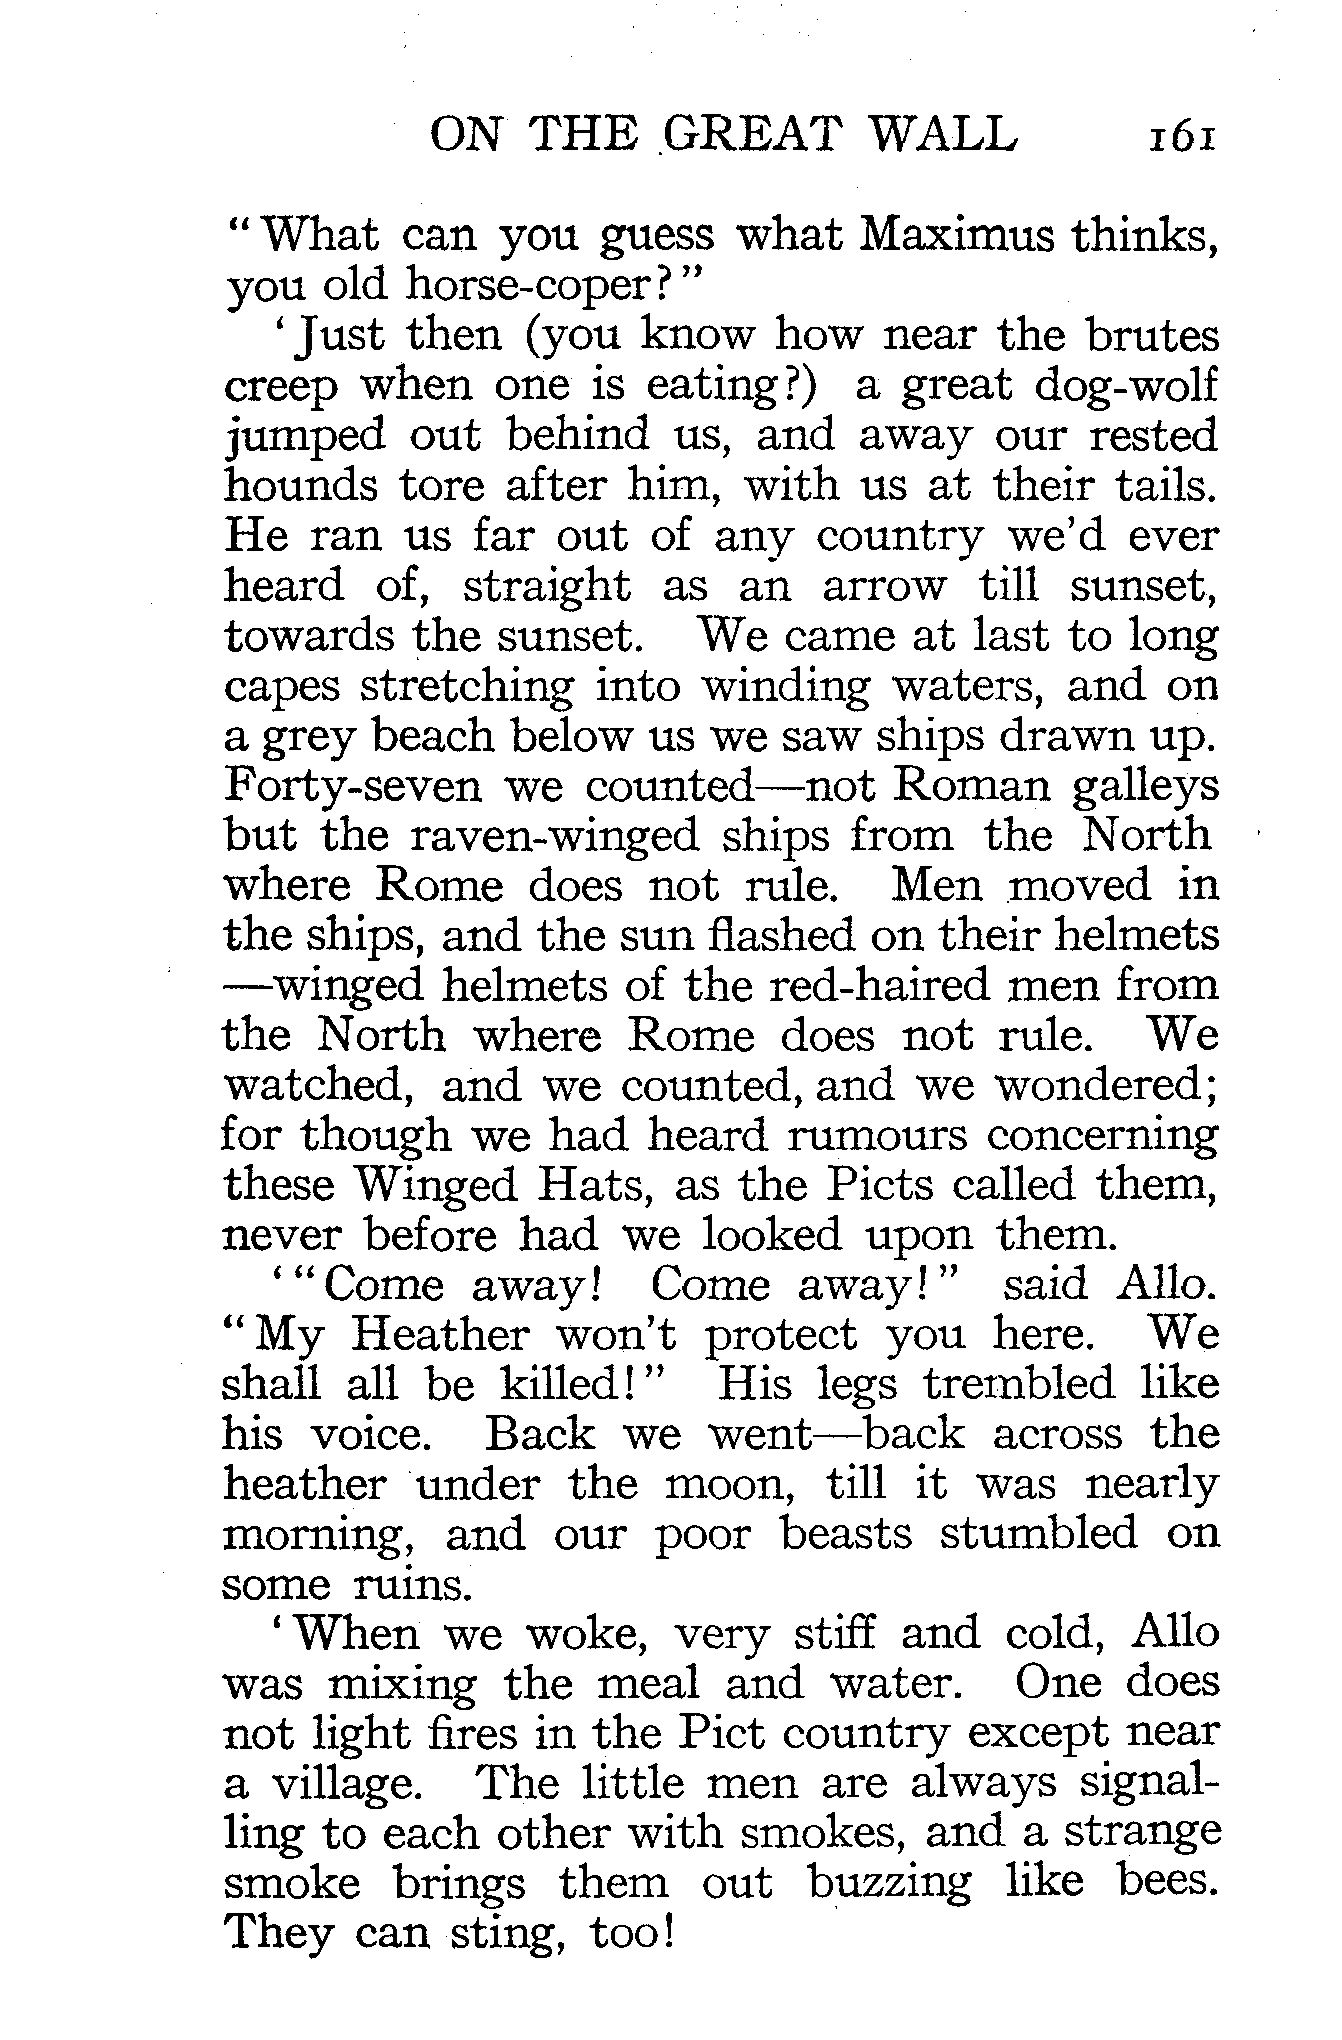 ON THE GREAT WALL 161
“What can you guess what Maximus thinks,
you old horse-coper?”
‘Just then (you know how near the brutes
creep when one is eating?) a great dog-wolf
jumped out behind us, and away our rested
hounds tore after him, with us at their tails.
He ran us far out of any country we’d ever
heard of, straight as an arrow till sunset,
towards the sunset. We came at last to long
capes stretching into winding waters, and on
a grey beach below us we saw ships drawn up.
Forty-seven we counted—not Roman galleys
but the raven-winged ships from the North
where Rome does not rule. Men moved in
the ships, and the sun flashed on their helmets
—winged helmets of the red-haired men from
the North where Rome does not rule. We
watched, and we counted, and we wondered;
for though we had heard rumours concerning
these Winged Hats, as the Picts called them,
never before had we looked upon them.
‘“Come away! Come away!” said Allo.
“My Heather won’t protect you here. We
shall all be killed!” His legs trembled like
his voice. Back we went—back across the
heather under the moon, till it was nearly
morning, and our poor beasts stumbled on
some ruins.
‘When we woke, very stiff and cold, Allo
was mixing the meal and water. One does
not light fires in the Pict country except near
a village. The little men are always signal-
ling to each other with smokes, and a strange
smoke brings them out buzzing like bees.
They can sting, too!